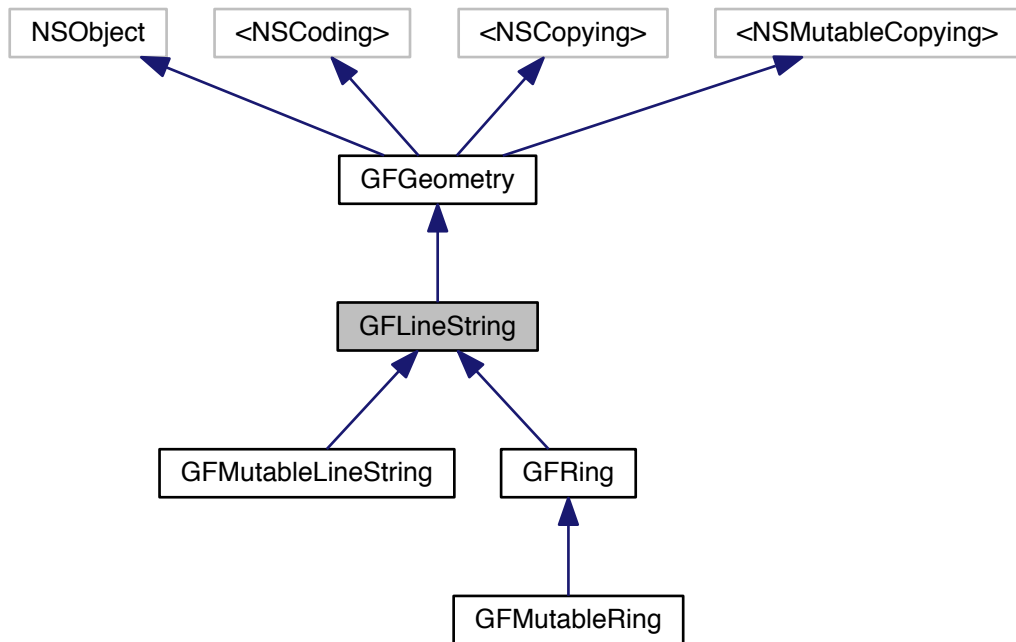 NSObject
<NSCoding>
<NSCopying>
<NSMutableCopying>
GFGeometry
GFLineString
GFMutableLineString
GFRing
GFMutableRing